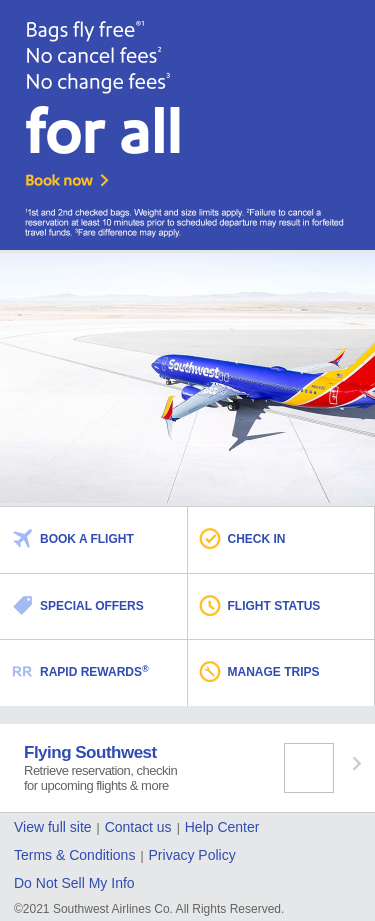 Bags fly free®¹
No cancel fees²
No change fees³
for all
Book now
¹1st and 2nd checked bags. Weight and size limits apply. ²Failure to cancel a
reservation at least 10 minutes prior to scheduled departure may result in forfeited
travel funds. ³Fare difference may apply.
Southwest
BOOK A FLIGHT
CHECK IN
SPECIAL OFFERS
FLIGHT STATUS
RR RAPID REWARDS®
MANAGE TRIPS
Flying Southwest
Retrieve reservation, checkin
for upcoming flights & more
View full site | Contact us | Help Center
Terms & Conditions | Privacy Policy
Do Not Sell My Info
©2021 Southwest Airlines Co. All Rights Reserved.